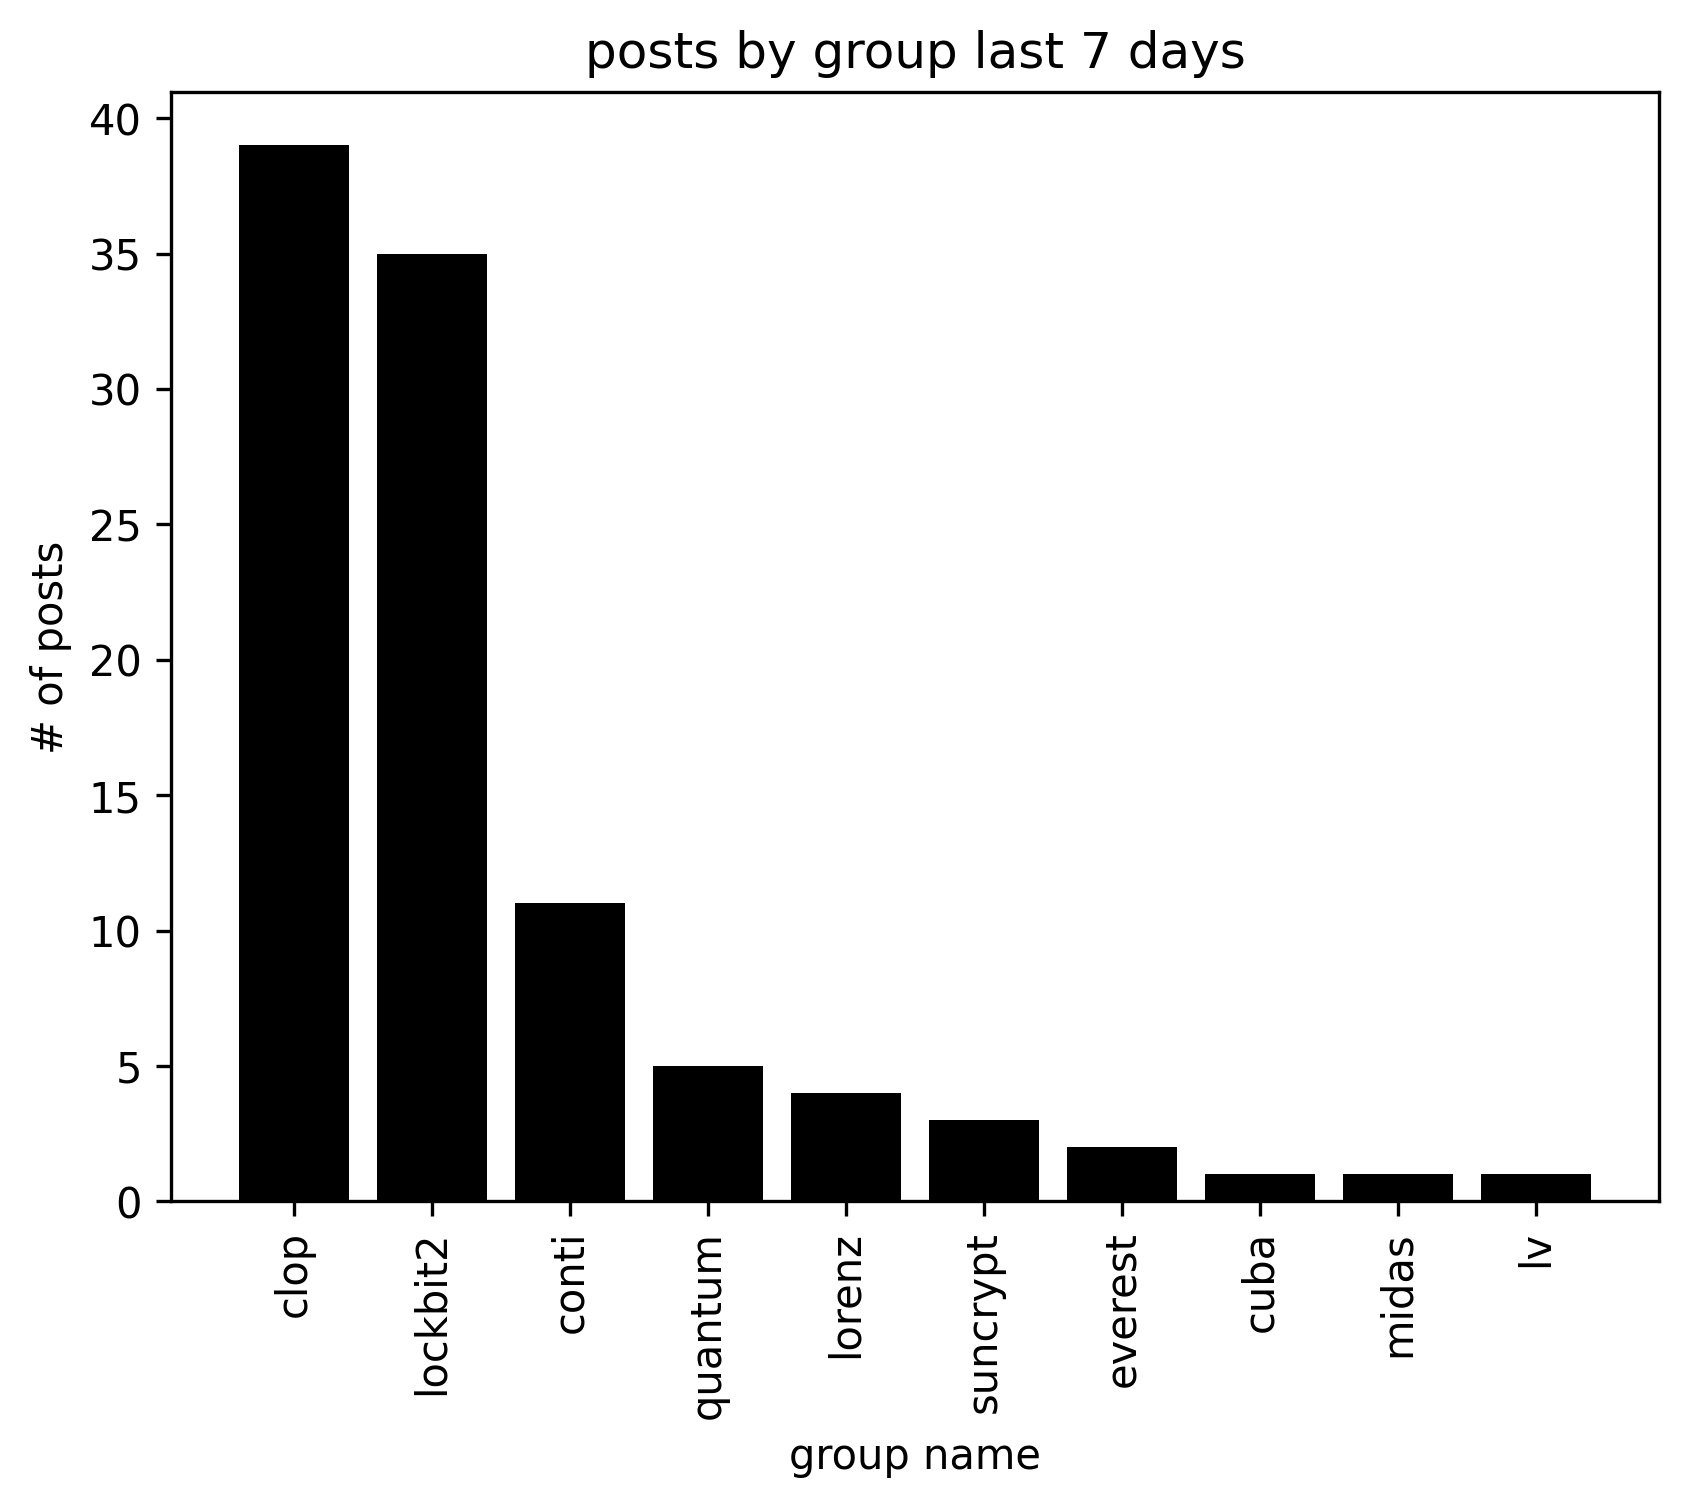 posts by group last 7 days
# of posts
40
35
30
25
20
15
10
5
0
clop
lockbit2
conti
quantum
lorenz
suncrypt
everest
cuba
midas
lv
group name